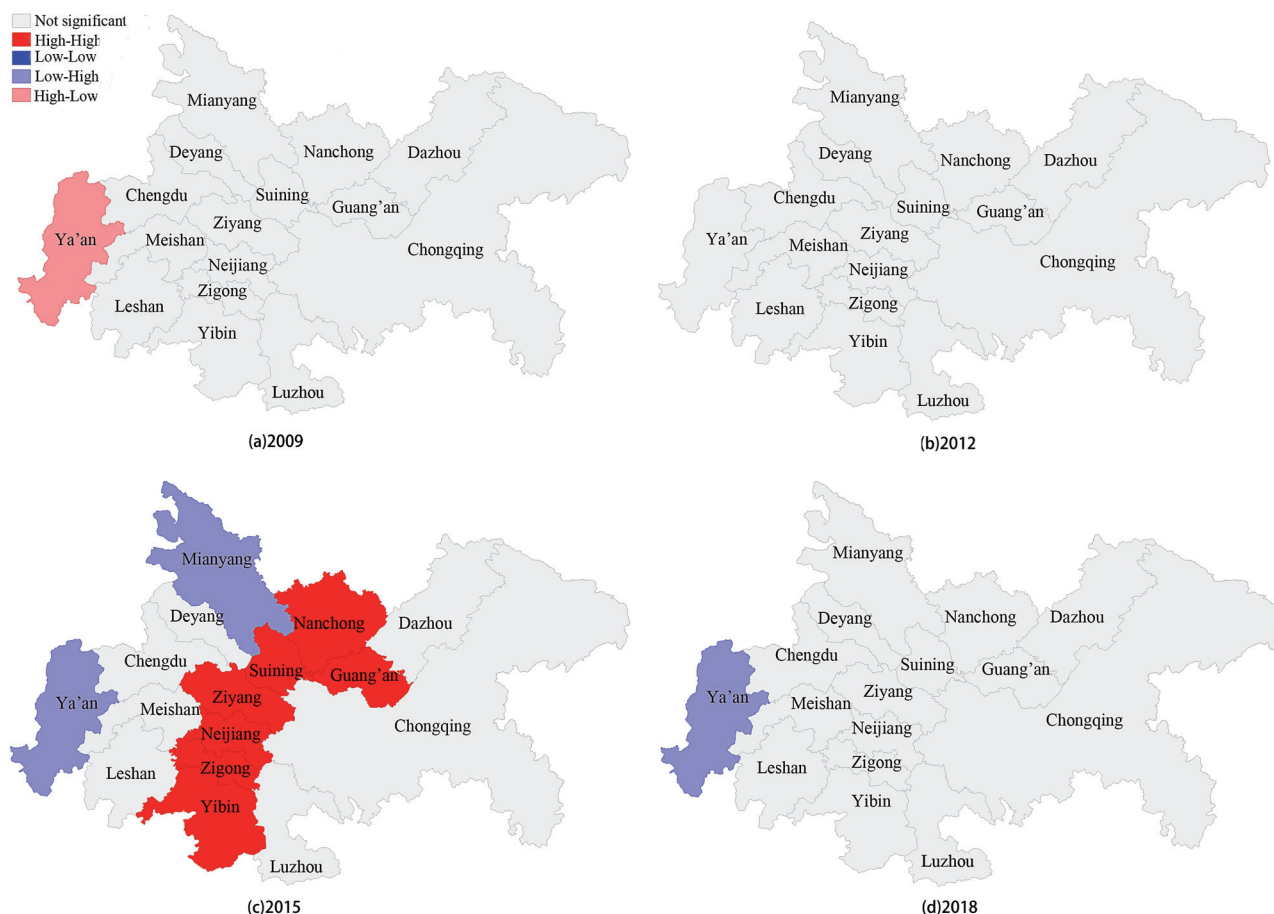 Not significant
High-High
Low-Low
Low-High
High-Low
Mianyang
Deyang
Nanchong
Dazhou
Chengdu
Suining
Guang'an
Ziyang
Ya'an
Meishan
Chongqing
Neijiang
Zigong
Leshan
Yibin
Luzhou
(a)2009
Mianyang
Deyang
Nanchong
Dazhou
Chengdu
Suining
Guang'an
Ziyang
Ya'an
Meishan
Chongqing
Neijiang
Zigong
Leshan
Yibin
Luzhou
(b)2012
Mianyang
Deyang
Nanchong
Dazhou
Chengdu
Suining
Guang'an
Ziyang
Ya'an
Meishan
Chongqing
Neijiang
Zigong
Leshan
Yibin
Luzhou
(c)2015
Mianyang
Deyang
Nanchong
Dazhou
Chengdu
Suining
Guang'an
Ziyang
Ya'an
Meishan
Chongqing
Neijiang
Zigong
Leshan
Yibin
Luzhou
(d)2018